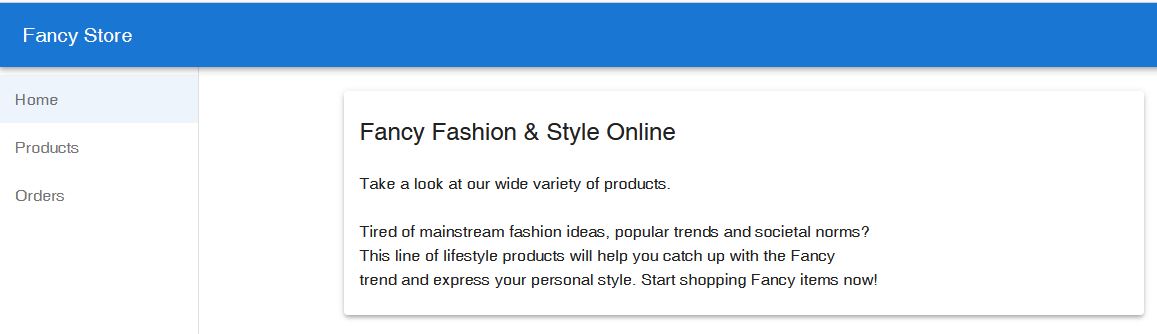 Fancy Store
Home
Products
Orders
Fancy Fashion & Style Online
Take a look at our wide variety of products.
Tired of mainstream fashion ideas, popular trends and societal norms?
This line of lifestyle products will help you catch up with the Fancy
trend and express your personal style. Start shopping Fancy items now!